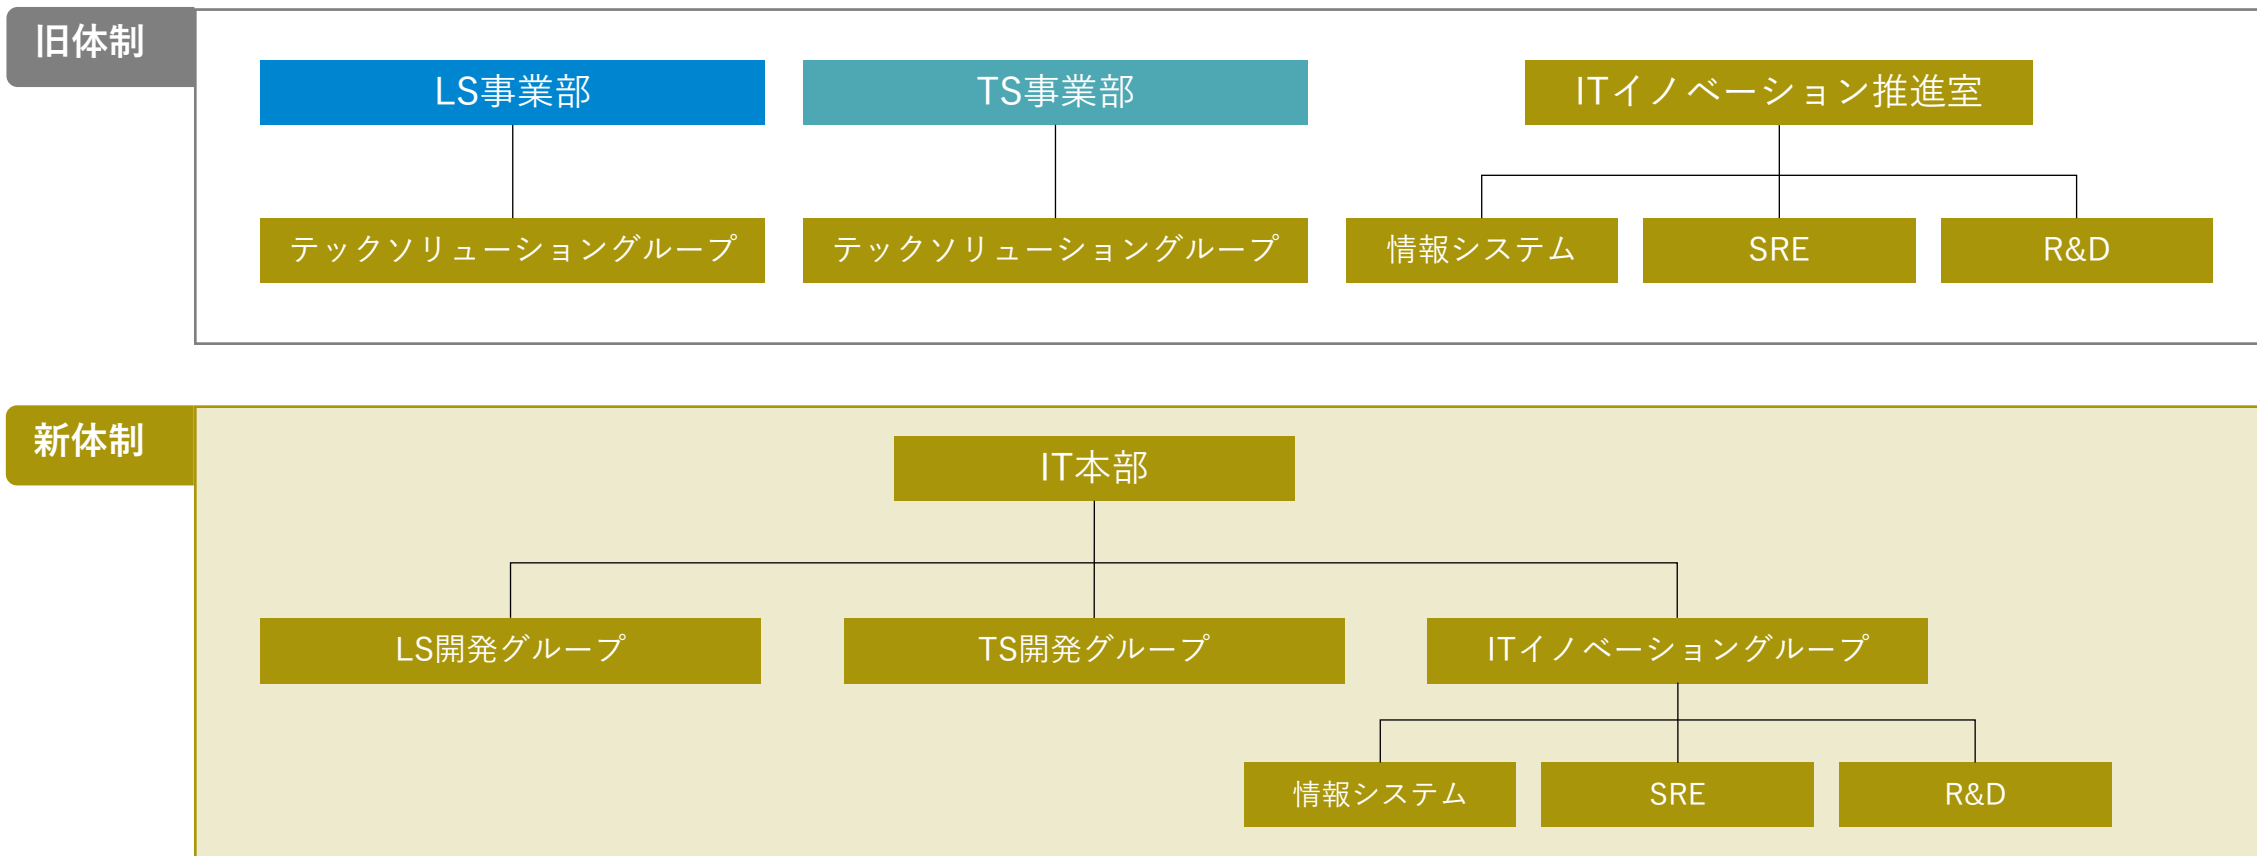 旧体制
LS事業部
TS事業部
ITイノベーション推進室
テックソリューショングループ
テックソリューショングループ
情報システム
SRE
R&D
新体制
IT本部
LS開発グループ
TS開発グループ
ITイノベーショングループ
情報システム
SRE
R&D